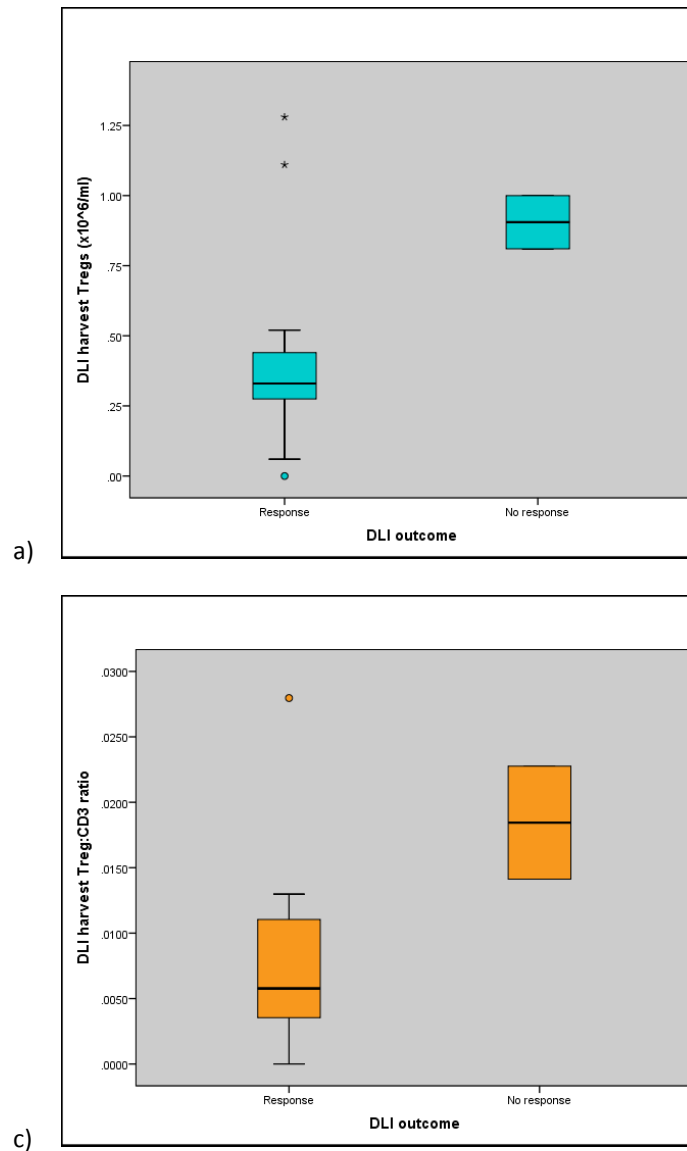 DLI harvest Tregs (x10^6/ml)
1.25
1.00
.75
.50
.25
.00
Response
No response
DLI outcome
a)
DLI harvest Treg:CD3 ratio
.0300
.0250
.0200
.0150
.0100
.0050
.0000
Response
No response
DLI outcome
c)